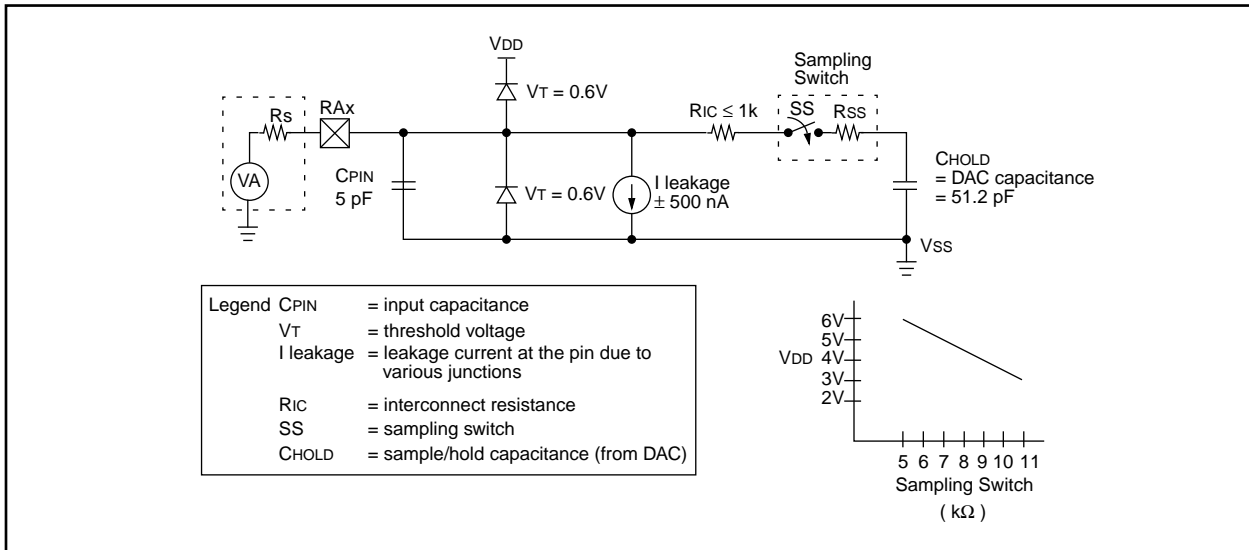 VDD
Sampling
Switch
VT = 0.6V
RIC ≤ 1k
SS
RSS
RAx
Rs
CHOLD
= DAC capacitance
= 51.2 pF
VA
CPIN
5 pF
VT = 0.6V
I leakage
± 500 nA
VSS
Legend CPIN = input capacitance
VT = threshold voltage
I leakage = leakage current at the pin due to
various junctions
RIC = interconnect resistance
SS = sampling switch
CHOLD = sample/hold capacitance (from DAC)
6V
5V
VDD 4V
3V
2V
5 6 7 8 9 10 11
Sampling Switch
( kΩ )